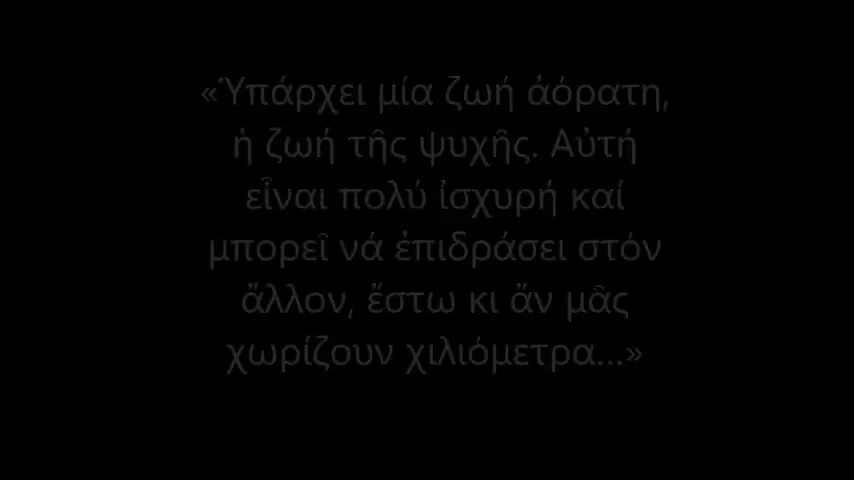 «Ὑπάρχει μία ζωή ἀόρατη,
ἡ ζωή τῆς ψυχῆς. Αὐτή
εἶναι πολύ ἰσχυρή καί
μπορεῖ νά ἐπιδράσει στόν
ἄλλον, ἔστω κι ἄν μᾶς
χωρίζουν χιλιόμετρα...»